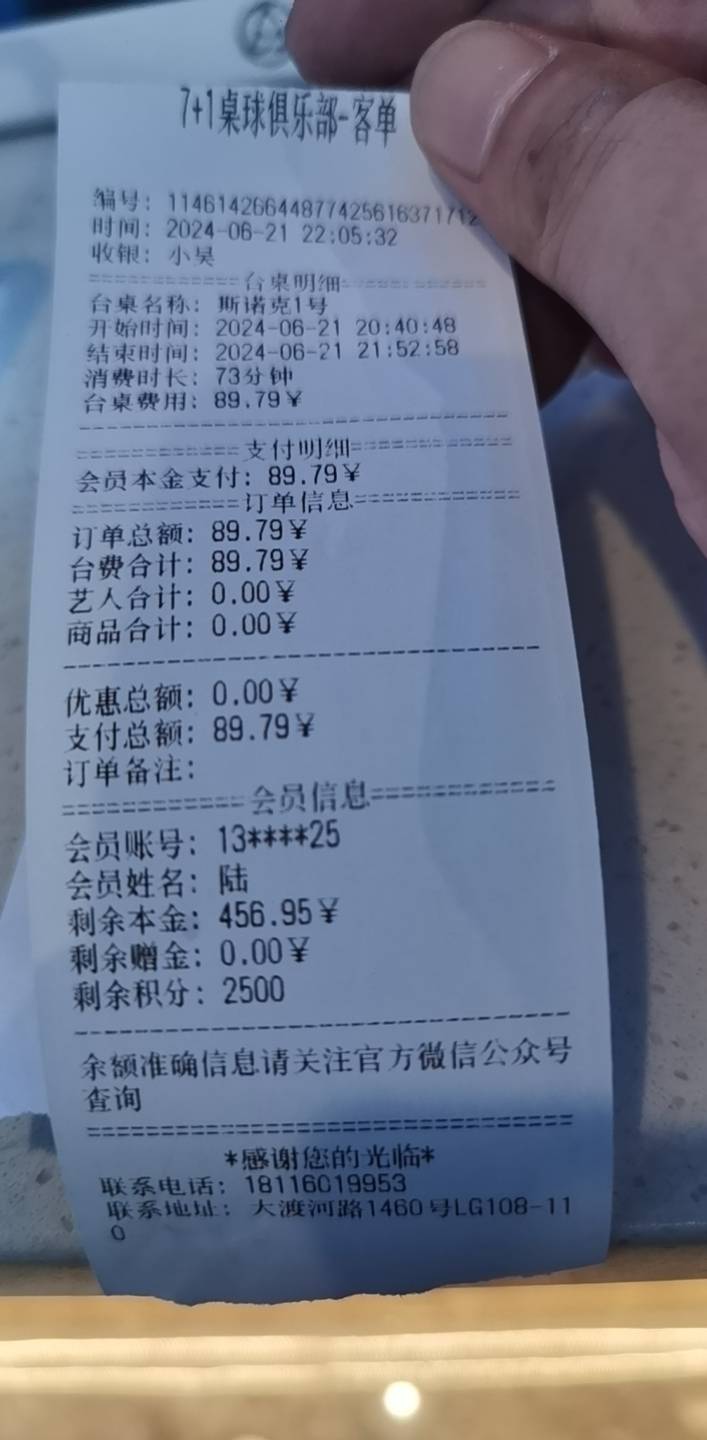 7+1桌球俱乐部-客单
编号: 11461426644877425616371712
时间: 2024-06-21 22:05:32
收银: 小吴
============台桌明细============
台桌名称: 斯诺克1号
开始时间: 2024-06-21 20:40:48
结束时间: 2024-06-21 21:52:58
消费时长: 73分钟
台桌费用: 89.79¥
============支付明细============
会员本金支付: 89.79¥
============订单信息============
订单总额: 89.79¥
台费合计: 89.79¥
艺人合计: 0.00¥
商品合计: 0.00¥
优惠总额: 0.00¥
支付总额: 89.79¥
订单备注:
============会员信息============
会员账号: 13****25
会员姓名: 陆
剩余本金: 456.95¥
剩余赠金: 0.00¥
剩余积分: 2500
余额准确信息请关注官方微信公众号
查询
*感谢您的光临*
联系电话: 18116019953
联系地址: 大渡河路1460号LG108-11
0